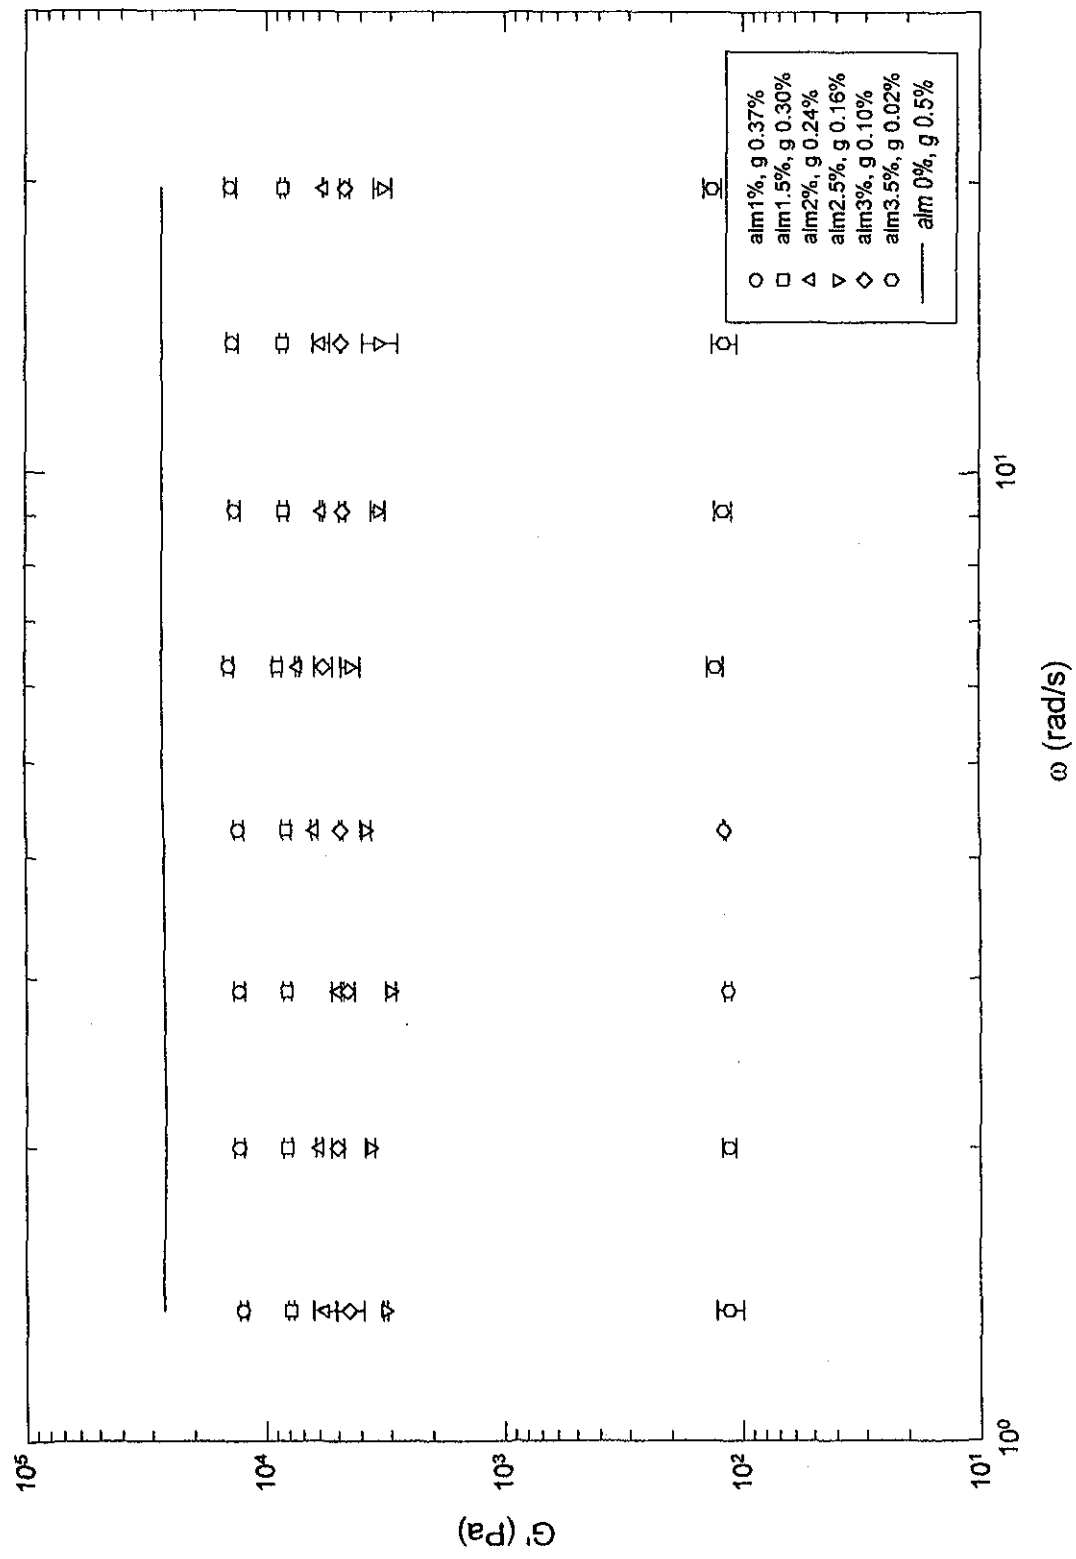 G' (Pa)
10⁵
10⁴
10³
10²
10¹
10⁰
10¹
ω (rad/s)
alm1%, g 0.37%
alm1.5%, g 0.30%
alm2%, g 0.24%
alm2.5%, g 0.16%
alm3%, g 0.10%
alm3.5%, g 0.02%
alm 0%, g 0.5%